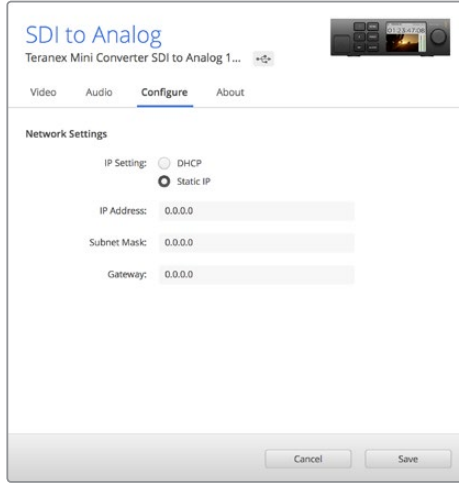 SDI to Analog
Teranex Mini Converter SDI to Analog 1...
Video Audio Configure About
Network Settings
IP Setting: DHCP
Static IP
IP Address: 0.0.0.0
Subnet Mask: 0.0.0.0
Gateway: 0.0.0.0
Cancel Save